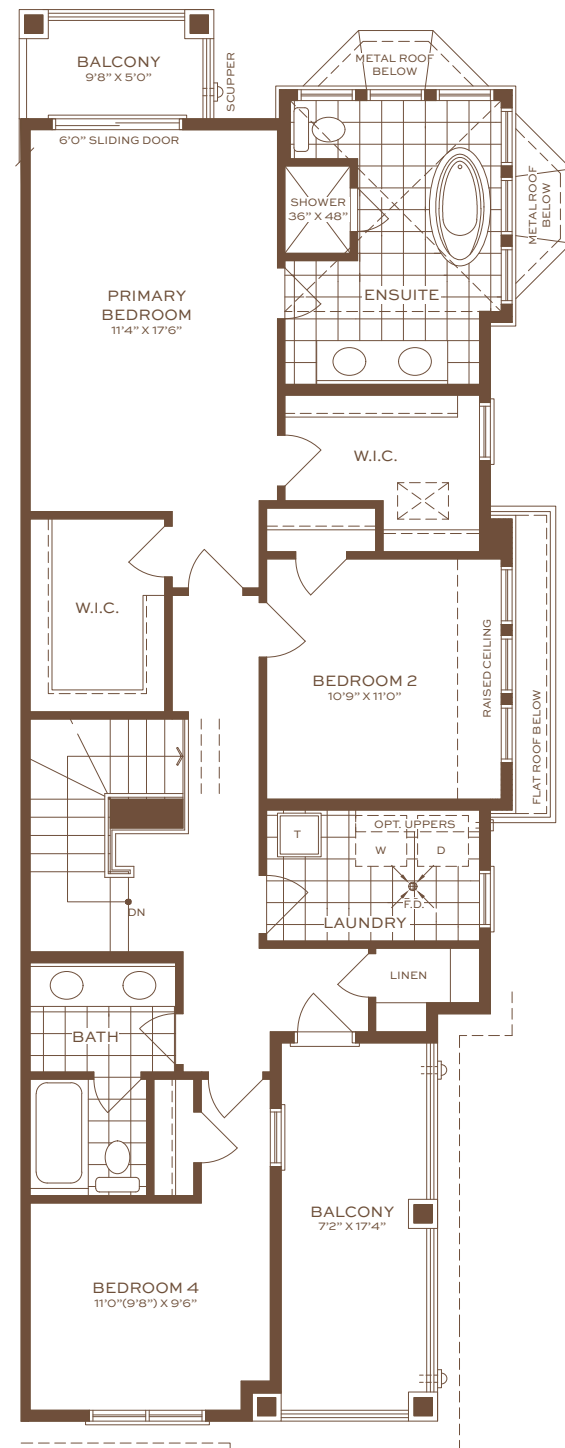 BALCONY
9'8" X 5'0"
SCUPPER
METAL ROOF
BELOW
6'0" SLIDING DOOR
SHOWER
36" X 48"
METAL ROOF
BELOW
PRIMARY
BEDROOM
11'4" X 17'6"
ENSUITE
W.I.C.
W.I.C.
BEDROOM 2
10'9" X 11'0"
RAISED CEILING
FLAT ROOF BELOW
OPT. UPPERS
T
W
D
F.D.
LAUNDRY
DN
LINEN
BATH
BALCONY
7'2" X 17'4"
BEDROOM 4
11'0"(9'8") X 9'6"